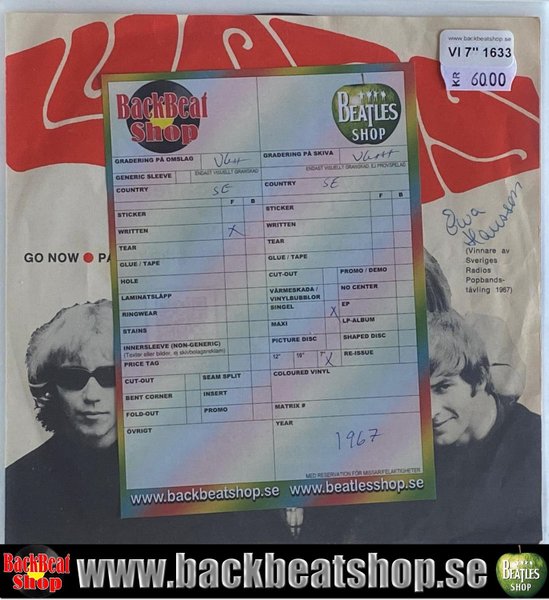 www.backbeatshop.se
VI 7" 1633
KR 60.00
BackBeat
Shop
BEATLES
SHOP
GRADERING PÅ OMSLAG VG++
ENDAST VISUELLT GRANSKAD
GRADERING PÅ SKIVA VG++
ENDAST VISUELLT GRANSKAD, EJ PROVSPELAD
GENERIC SLEEVE
COUNTRY SE
F B
STICKER
WRITTEN X
TEAR
GLUE / TAPE
HOLE
LAMINATSLÄPP
RINGWEAR
STAINS
INNERSLEEVE (NON-GENERIC)
(Texter eller bilder, ej skivbolagsreklam)
PRICE TAG
CUT-OUT
SEAM SPLIT
BENT CORNER
INSERT
FOLD-OUT
PROMO
ÖVRIGT
COUNTRY SE
F B
STICKER
WRITTEN
TEAR
GLUE / TAPE
CUT-OUT
PROMO / DEMO
VÄRMESKADA /
VINYLBUBBLOR
NO CENTER
SINGEL X
EP
MAXI
LP-ALBUM
PICTURE DISC
SHAPED DISC
12" 10" 7" X
RE-ISSUE
COLOURED VINYL
MATRIX #
YEAR
1967
MED RESERVATION FÖR MISSAR/FELAKTIGHETER
www.backbeatshop.se www.beatlesshop.se
GO NOW ● PA
Ewa
Hanssen
(Vinnare av
Sveriges
Radios
Popbands-
tävling 1967)
BackBeat
Shop
www.backbeatshop.se
BEATLES
SHOP